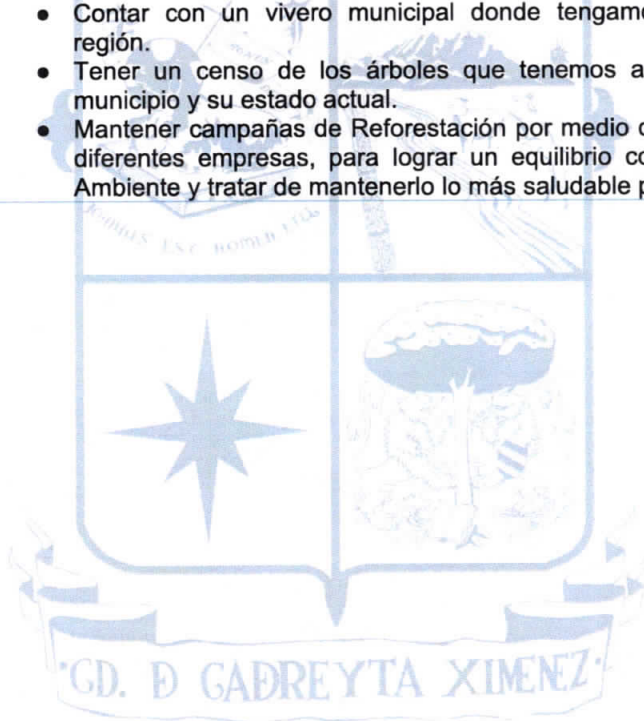 • Contar con un vivero municipal donde tengam
región.
• Tener un censo de los árboles que tenemos a
municipio y su estado actual.
• Mantener campañas de Reforestación por medio
diferentes empresas, para lograr un equilibrio
Ambiente y tratar de mantenerlo lo más saludable
GD. D GADREYTA XIMENEZ